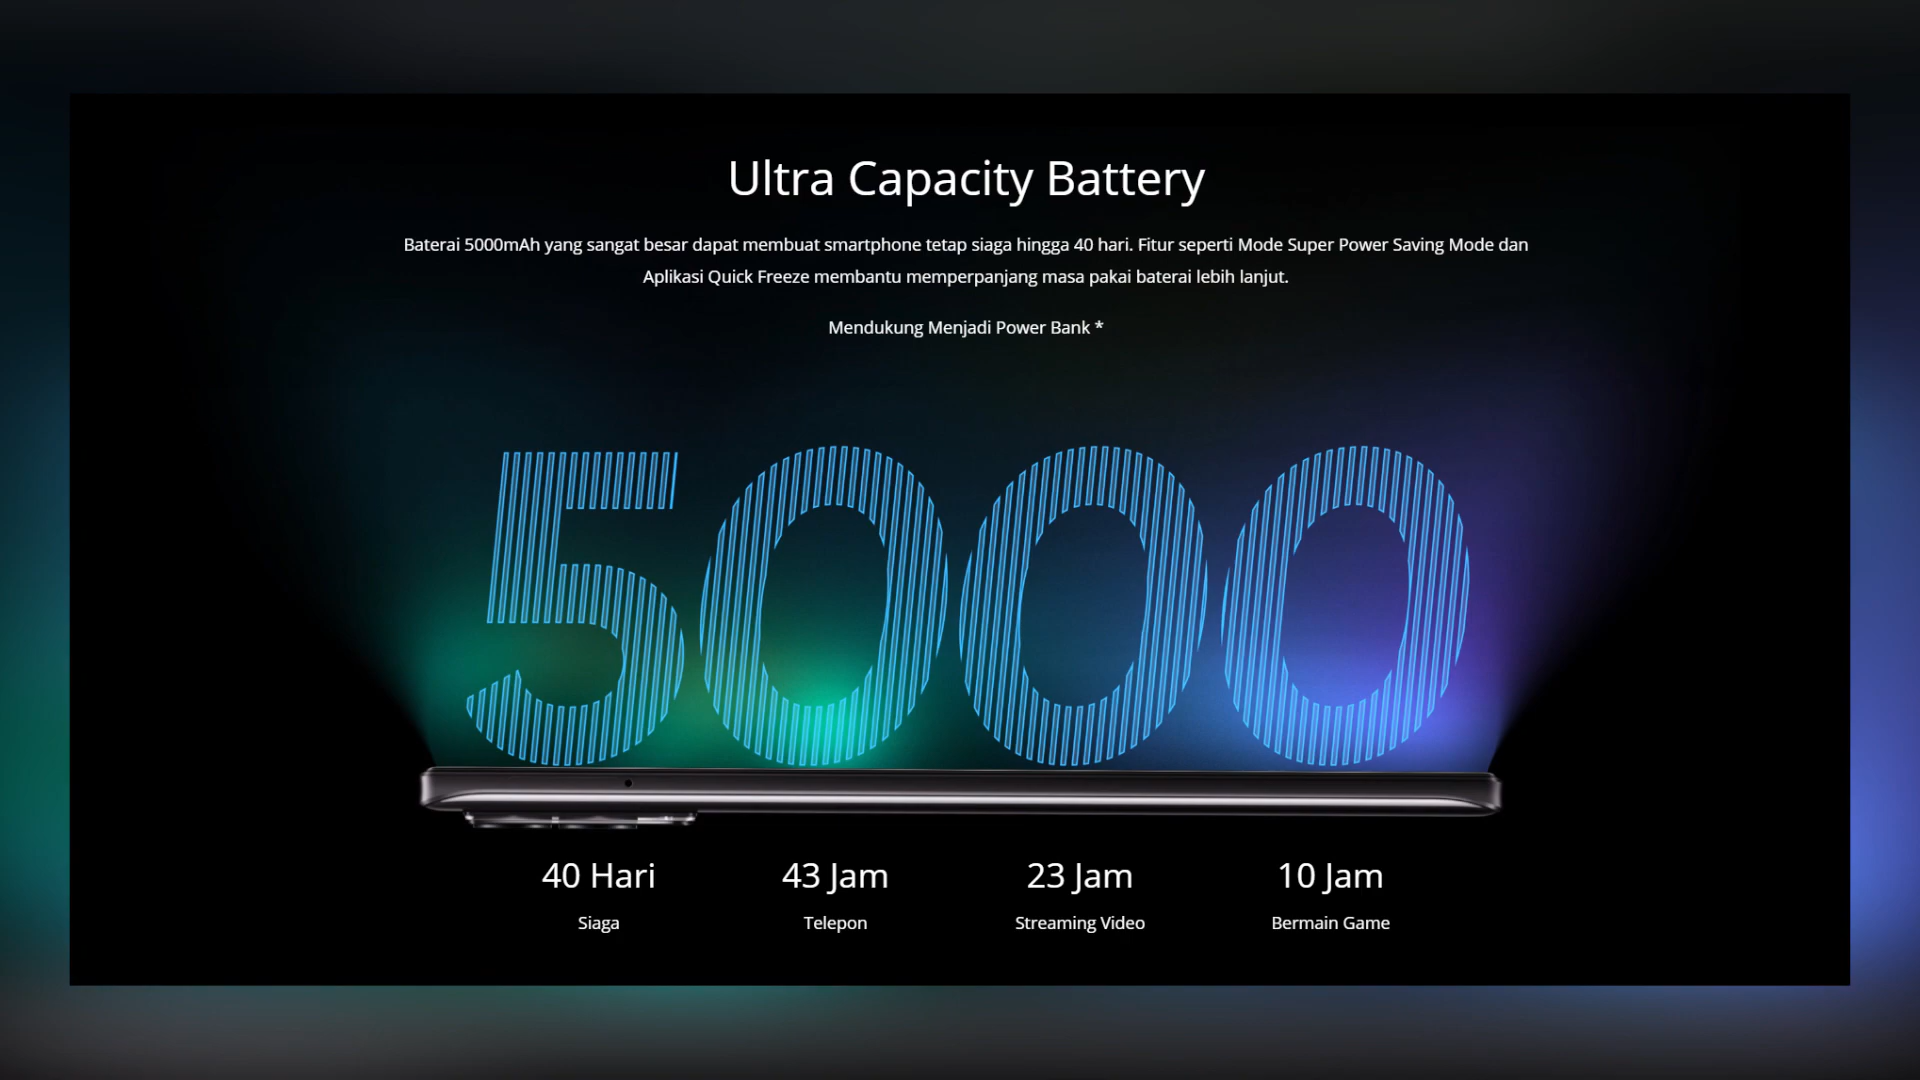 Ultra Capacity Battery
Baterai 5000mAh yang sangat besar dapat membuat smartphone tetap siaga hingga 40 hari. Fitur seperti Mode Super Power Saving Mode dan
Aplikasi Quick Freeze membantu memperpanjang masa pakai baterai lebih lanjut.
Mendukung Menjadi Power Bank *
5000
40 Hari
Siaga
43 Jam
Telepon
23 Jam
Streaming Video
10 Jam
Bermain Game